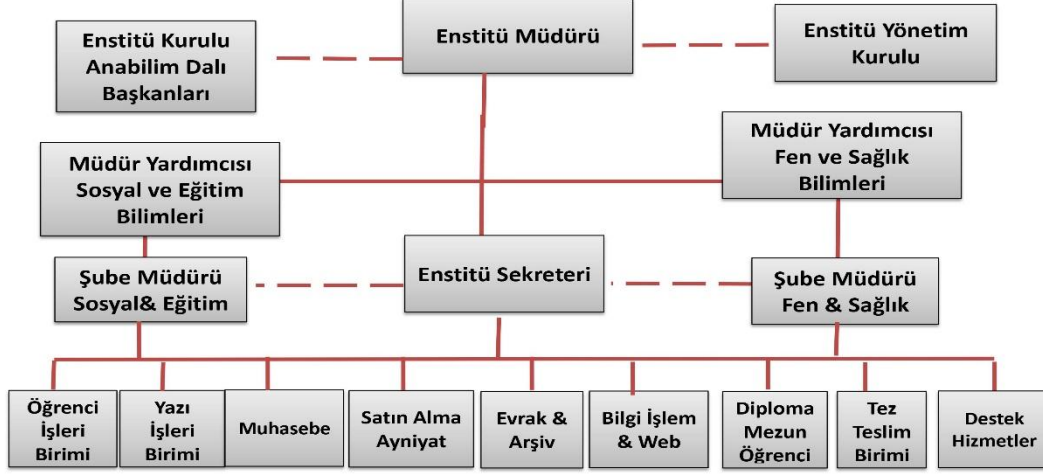 Enstitü Kurulu
Anabilim Dalı
Başkanları
Enstitü Müdürü
Enstitü Yönetim
Kurulu
Müdür Yardımcısı
Sosyal ve Eğitim
Bilimleri
Müdür Yardımcısı
Fen ve Sağlık
Bilimleri
Şube Müdürü
Sosyal& Eğitim
Enstitü Sekreteri
Şube Müdürü
Fen & Sağlık
Öğrenci
İşleri
Birimi
Yazı
İşleri
Birimi
Muhasebe
Satın Alma
Ayniyat
Evrak &
Arşiv
Bilgi İşlem
& Web
Diploma
Mezun
Öğrenci
Tez
Teslim
Birimi
Destek
Hizmetler